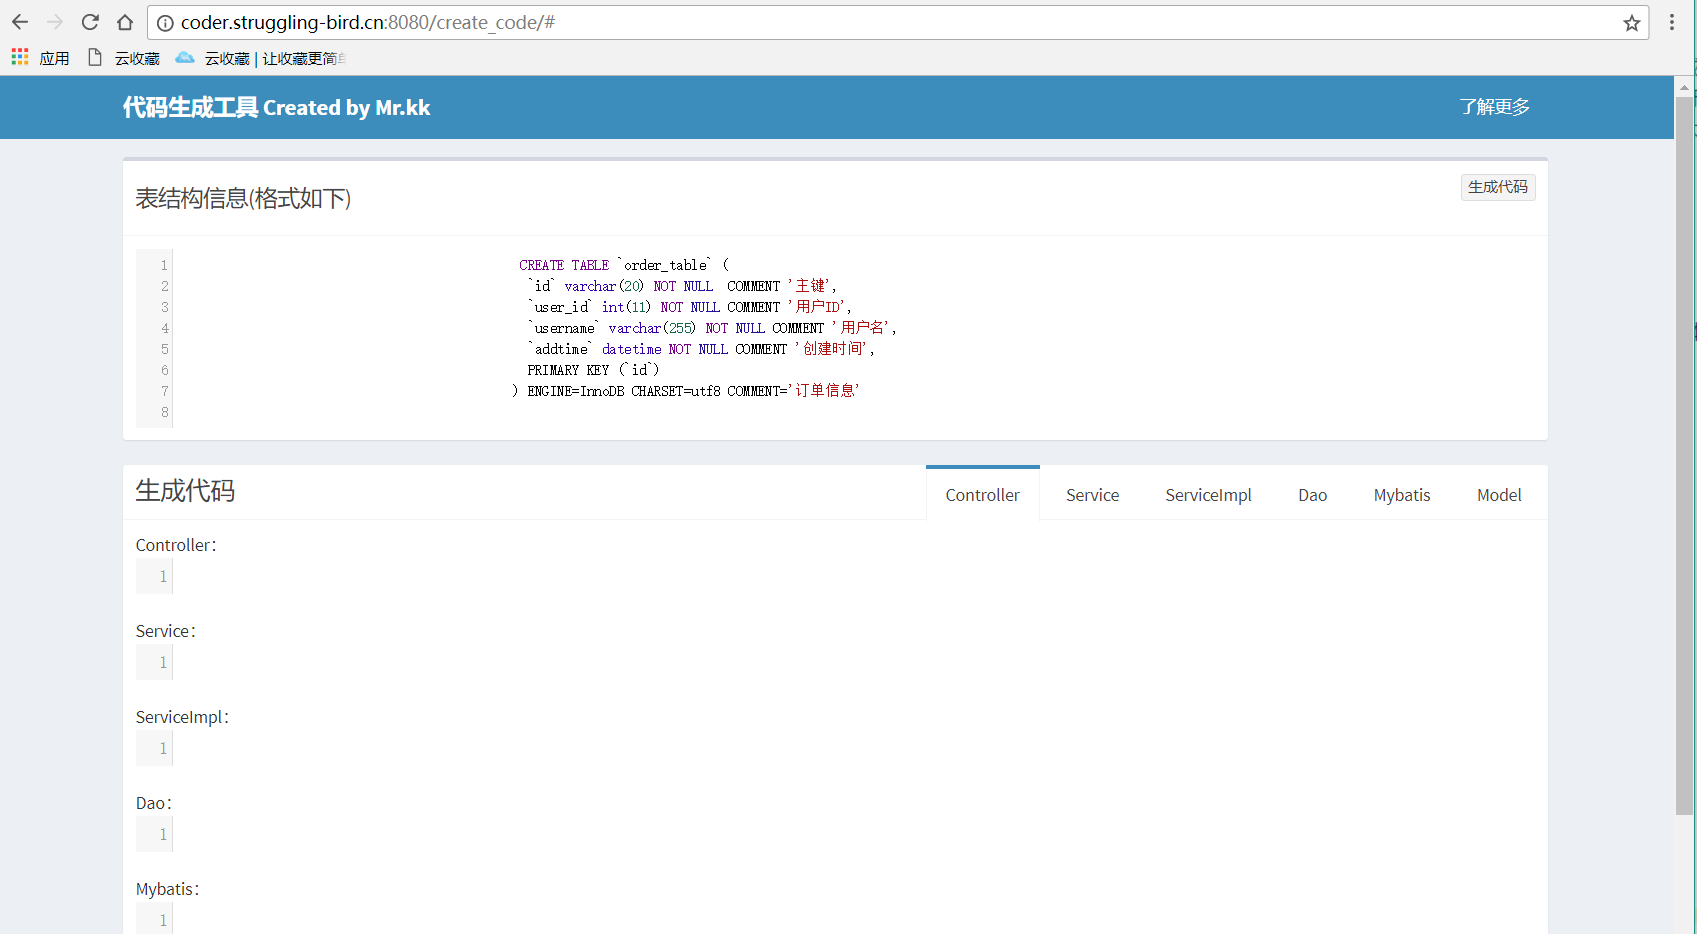 coder.struggling-bird.cn:8080/create_code/#
应用 云收藏 云收藏 | 让收藏更简
代码生成工具 Created by Mr.kk 了解更多
表结构信息(格式如下) 生成代码
1 CREATE TABLE `order_table` (
2 `id` varchar(20) NOT NULL  COMMENT '主键',
3 `user_id` int(11) NOT NULL COMMENT '用户ID',
4 `username` varchar(255) NOT NULL COMMENT '用户名',
5 `addtime` datetime NOT NULL COMMENT '创建时间',
6 PRIMARY KEY (`id`)
7 ) ENGINE=InnoDB CHARSET=utf8 COMMENT='订单信息'
8
生成代码 Controller Service ServiceImpl Dao Mybatis Model
Controller：
1
Service：
1
ServiceImpl：
1
Dao：
1
Mybatis：
1